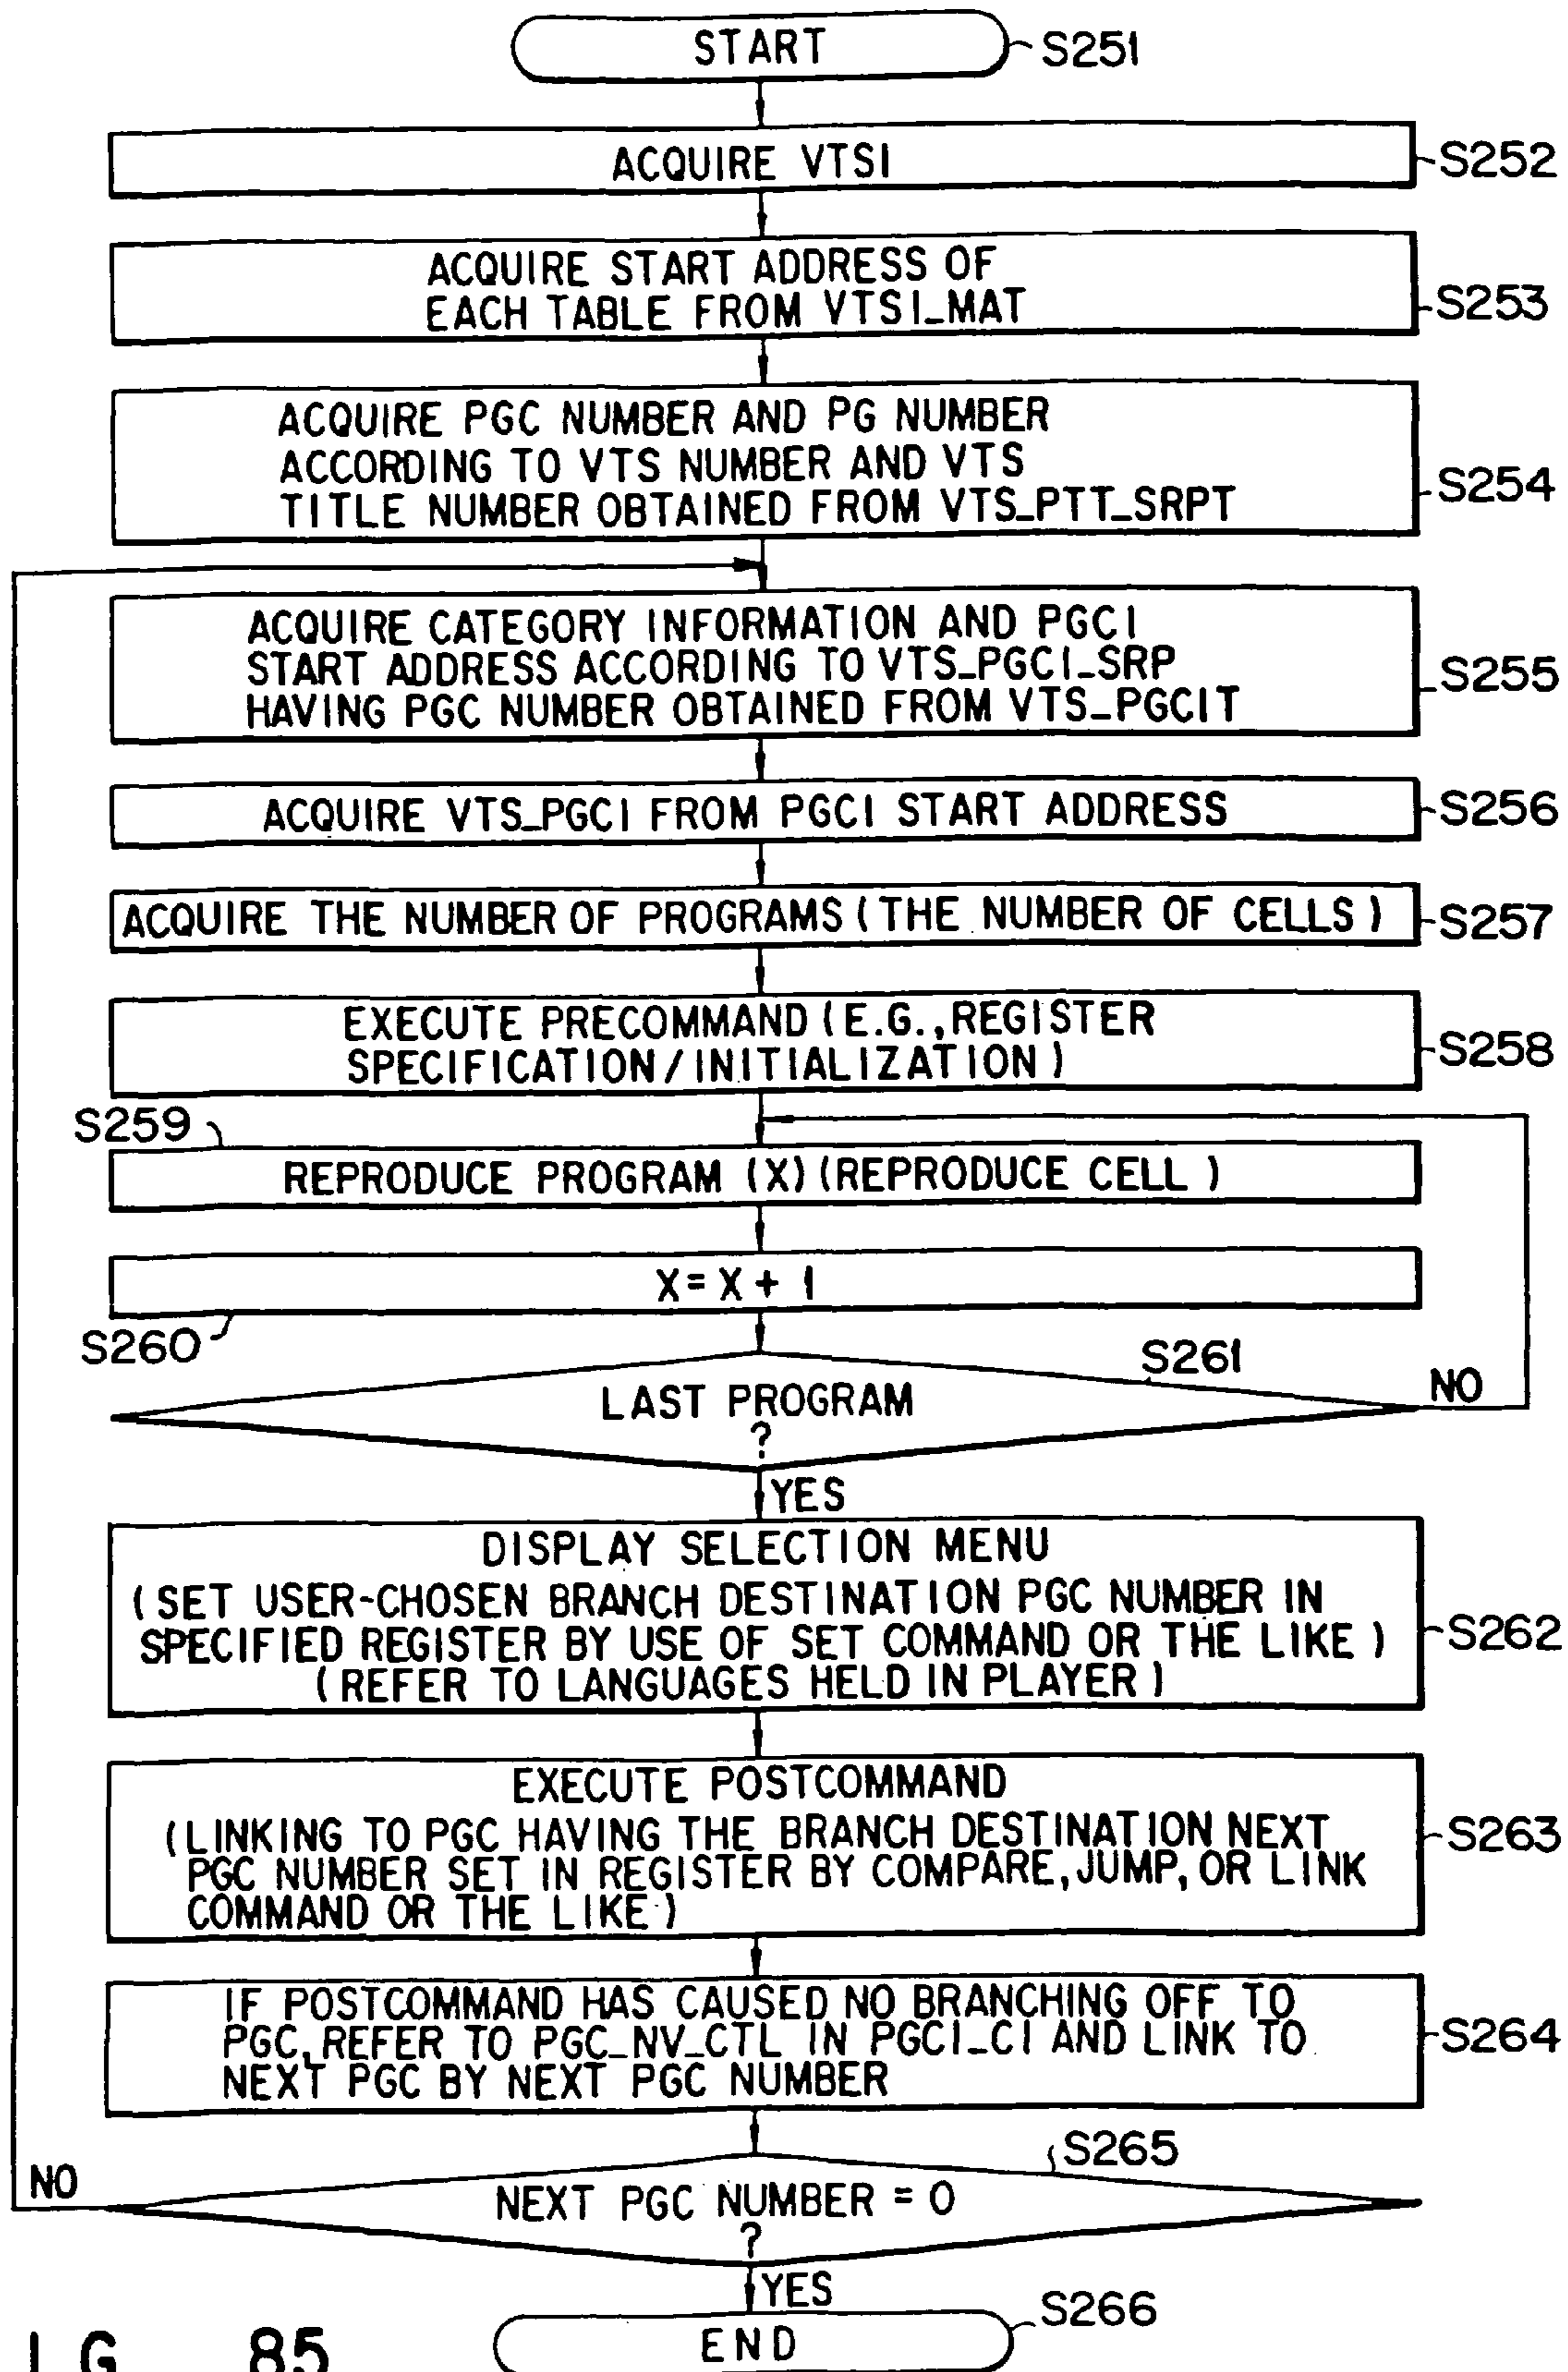 START
S251
ACQUIRE VTSI
S252
ACQUIRE START ADDRESS OF
EACH TABLE FROM VTSI_MAT
S253
ACQUIRE PGC NUMBER AND PG NUMBER
ACCORDING TO VTS NUMBER AND VTS
TITLE NUMBER OBTAINED FROM VTS_PTT_SRPT
S254
ACQUIRE CATEGORY INFORMATION AND PGCI
START ADDRESS ACCORDING TO VTS_PGCI_SRP
HAVING PGC NUMBER OBTAINED FROM VTS_PGCIT
S255
ACQUIRE VTS_PGCI FROM PGCI START ADDRESS
S256
ACQUIRE THE NUMBER OF PROGRAMS (THE NUMBER OF CELLS)
S257
EXECUTE PRECOMMAND (E.G., REGISTER
SPECIFICATION/INITIALIZATION)
S258
S259
REPRODUCE PROGRAM (X) (REPRODUCE CELL)
X = X + 1
S260
S261
LAST PROGRAM
?
NO
YES
DISPLAY SELECTION MENU
(SET USER-CHOSEN BRANCH DESTINATION PGC NUMBER IN
SPECIFIED REGISTER BY USE OF SET COMMAND OR THE LIKE)
(REFER TO LANGUAGES HELD IN PLAYER)
S262
EXECUTE POSTCOMMAND
(LINKING TO PGC HAVING THE BRANCH DESTINATION NEXT
PGC NUMBER SET IN REGISTER BY COMPARE, JUMP, OR LINK
COMMAND OR THE LIKE)
S263
IF POSTCOMMAND HAS CAUSED NO BRANCHING OFF TO
PGC, REFER TO PGC_NV_CTL IN PGCI_CI AND LINK TO
NEXT PGC BY NEXT PGC NUMBER
S264
S265
NO
NEXT PGC NUMBER = 0
?
YES
S266
END
IG. 85